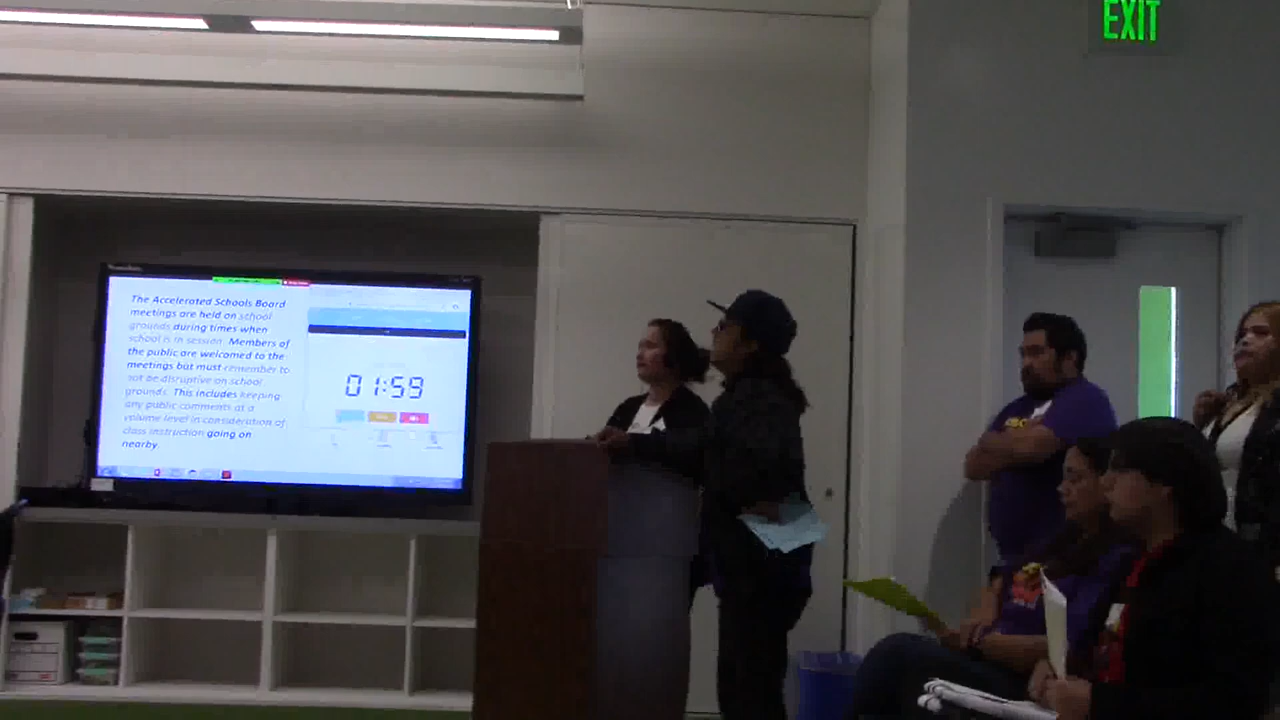 EXIT
The Accelerated Schools Board
meetings are held on school
grounds during times when
school is in session. Members of
the public are welcomed to the
meetings but must remember to
not be disruptive on school
grounds. This includes keeping
any public comments at a
volume level in consideration of
class instruction going on
nearby.
01:59